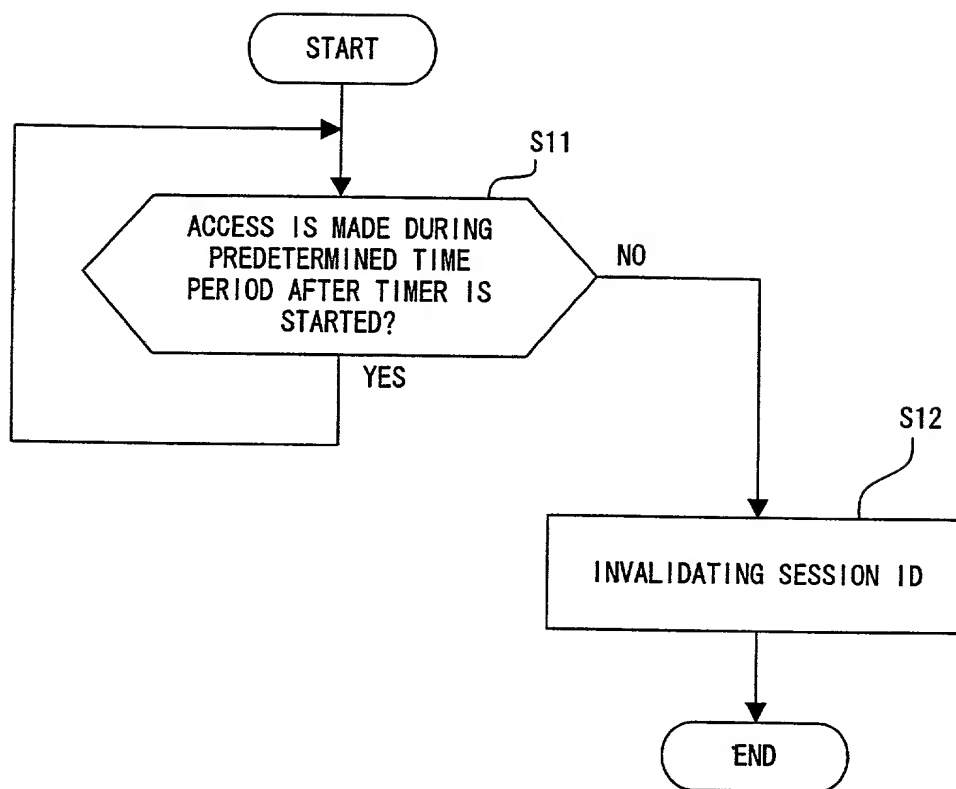 START
S11
ACCESS IS MADE DURING
PREDETERMINED TIME
PERIOD AFTER TIMER IS
STARTED?
NO
YES
S12
INVALIDATING SESSION ID
END